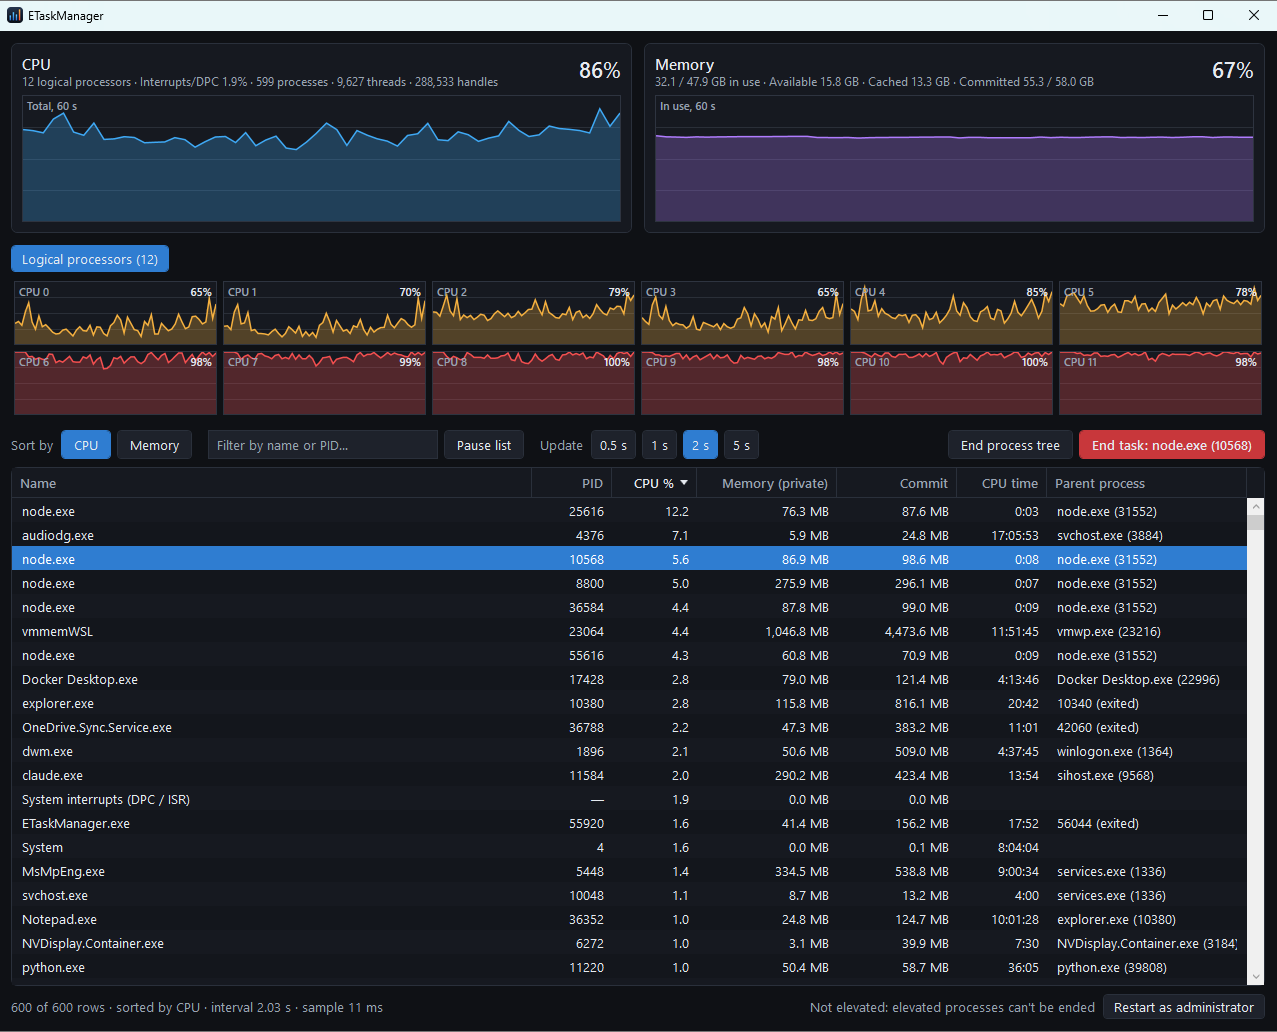 ETaskManager
CPU
12 logical processors · Interrupts/DPC 1.9% · 599 processes · 9,627 threads · 288,533 handles
86%
Total, 60 s
Memory
32.1 / 47.9 GB in use · Available 15.8 GB · Cached 13.3 GB · Committed 55.3 / 58.0 GB
67%
In use, 60 s
Logical processors (12)
CPU 0 65%
CPU 1 70%
CPU 2 79%
CPU 3 65%
CPU 4 85%
CPU 5 78%
CPU 6 98%
CPU 7 99%
CPU 8 100%
CPU 9 98%
CPU 10 100%
CPU 11 98%
Sort by CPU Memory Filter by name or PID... Pause list Update 0.5 s 1 s 2 s 5 s End process tree End task: node.exe (10568)
Name PID CPU % Memory (private) Commit CPU time Parent process
node.exe 25616 12.2 76.3 MB 87.6 MB 0:03 node.exe (31552)
audiodg.exe 4376 7.1 5.9 MB 24.8 MB 17:05:53 svchost.exe (3884)
node.exe 10568 5.6 86.9 MB 98.6 MB 0:08 node.exe (31552)
node.exe 8800 5.0 275.9 MB 296.1 MB 0:07 node.exe (31552)
node.exe 36584 4.4 87.8 MB 99.0 MB 0:09 node.exe (31552)
vmmemWSL 23064 4.4 1,046.8 MB 4,473.6 MB 11:51:45 vmwp.exe (23216)
node.exe 55616 4.3 60.8 MB 70.9 MB 0:09 node.exe (31552)
Docker Desktop.exe 17428 2.8 79.0 MB 121.4 MB 4:13:46 Docker Desktop.exe (22996)
explorer.exe 10380 2.8 115.8 MB 816.1 MB 20:42 10340 (exited)
OneDrive.Sync.Service.exe 36788 2.2 47.3 MB 383.2 MB 11:01 42060 (exited)
dwm.exe 1896 2.1 50.6 MB 509.0 MB 4:37:45 winlogon.exe (1364)
claude.exe 11584 2.0 290.2 MB 423.4 MB 13:54 sihost.exe (9568)
System interrupts (DPC / ISR) — 1.9 0.0 MB 0.0 MB
ETaskManager.exe 55920 1.6 41.4 MB 156.2 MB 17:52 56044 (exited)
System 4 1.6 0.0 MB 0.1 MB 8:04:04
MsMpEng.exe 5448 1.4 334.5 MB 538.8 MB 9:00:34 services.exe (1336)
svchost.exe 10048 1.1 8.7 MB 13.2 MB 4:00 services.exe (1336)
Notepad.exe 36352 1.0 24.8 MB 124.7 MB 10:01:28 explorer.exe (10380)
NVDisplay.Container.exe 6272 1.0 3.1 MB 39.9 MB 7:30 NVDisplay.Container.exe (3184)
python.exe 11220 1.0 50.4 MB 58.7 MB 36:05 python.exe (39808)
600 of 600 rows · sorted by CPU · interval 2.03 s · sample 11 ms
Not elevated: elevated processes can't be ended Restart as administrator